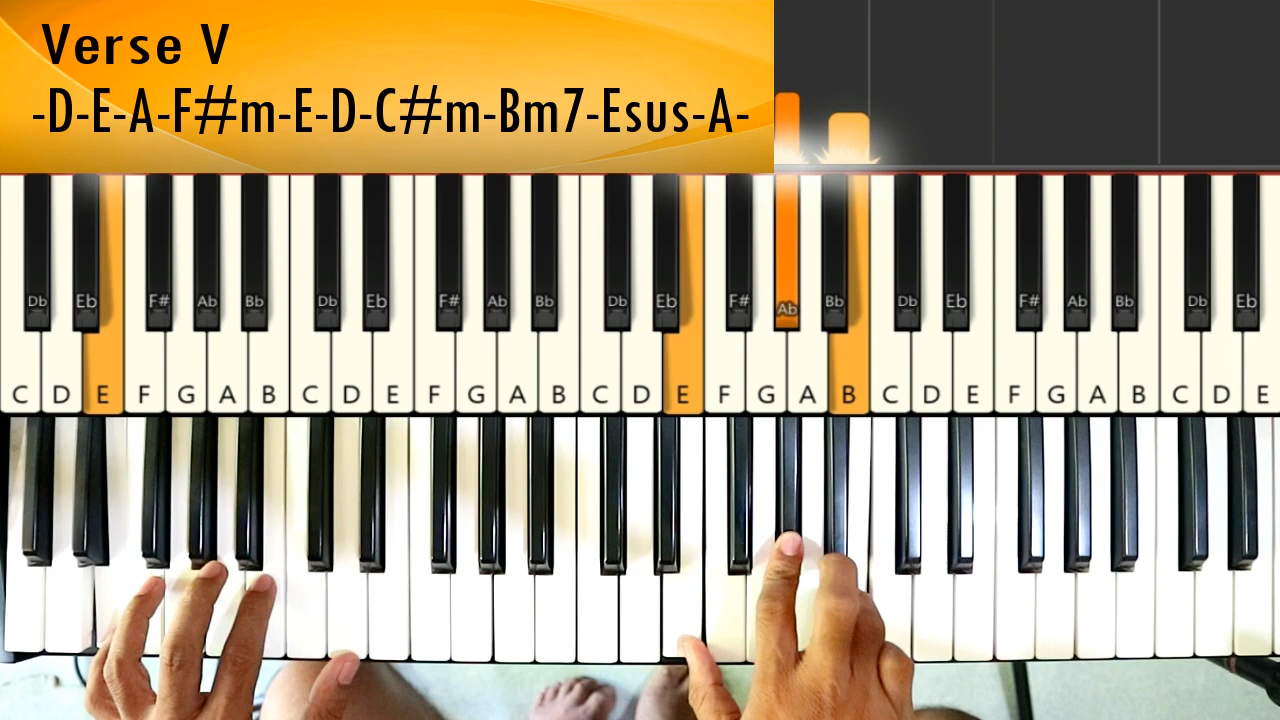 Verse V
-D-E-A-F#m-E-D-C#m-Bm7-Esus-A-
Db Eb F# Ab Bb Db Eb F# Ab Bb Db Eb F# Ab Bb Db Eb F# Ab Bb Db Eb
C D E F G A B C D E F G A B C D E F G A B C D E F G A B C D E